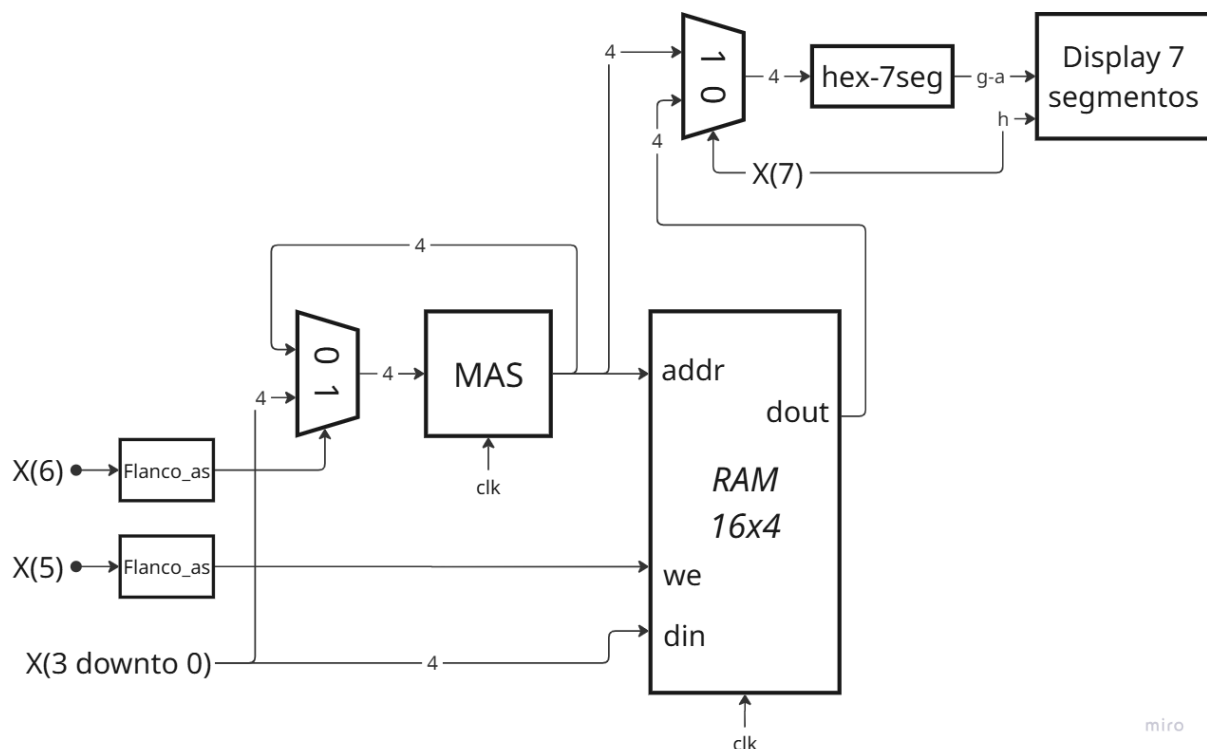 4
1
0
4
hex-7seg
g-a
Display 7
segmentos
h
4
X(7)
4
0
1
4
4
MAS
clk
X(6)
Flanco_as
X(5)
Flanco_as
X(3 downto 0)
4
addr
dout
RAM
16x4
we
din
clk
miro